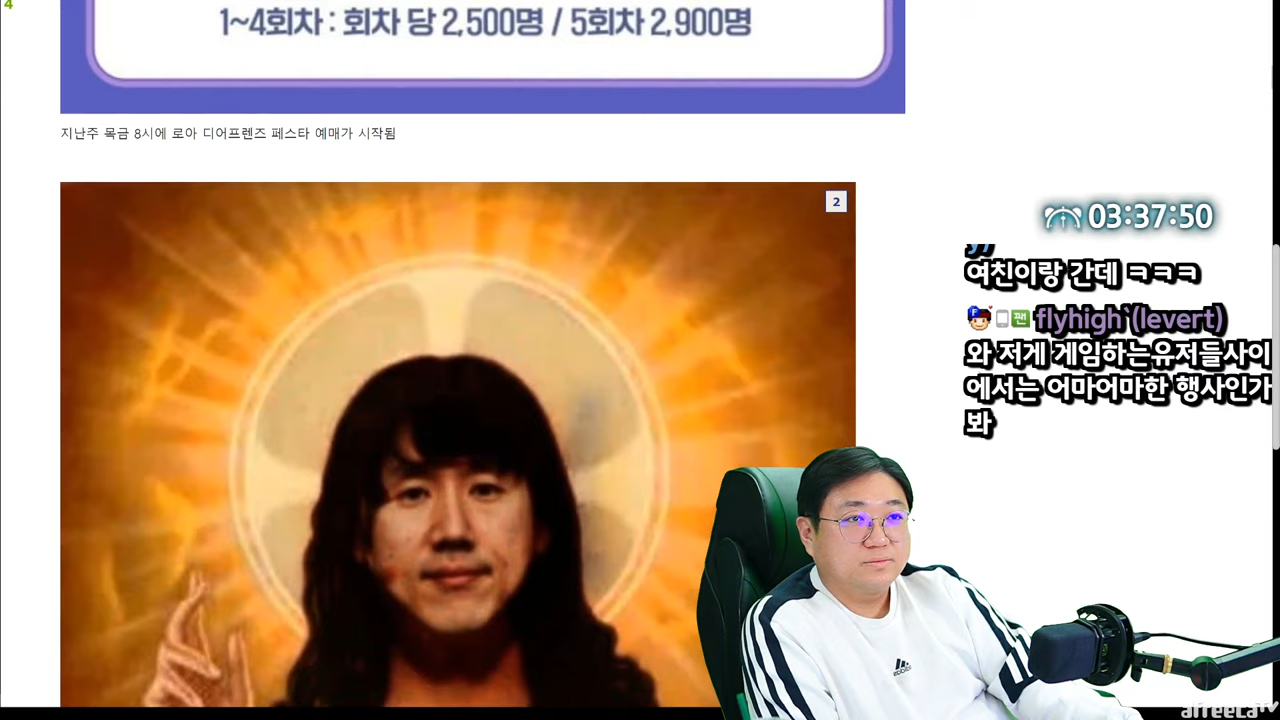 4
1~4회차 : 회차 당 2,500명 / 5회차 2,900명
지난주 목금 8시에 로아 디어프렌즈 페스타 예매가 시작됨
2
03:37:50
여친이랑 간데 ㅋㅋㅋ
F 팬 flyhigh`(levert)
와 저게 게임하는유저들사이
에서는 어마어마한 행사인가
봐
adidas
afreecaTV